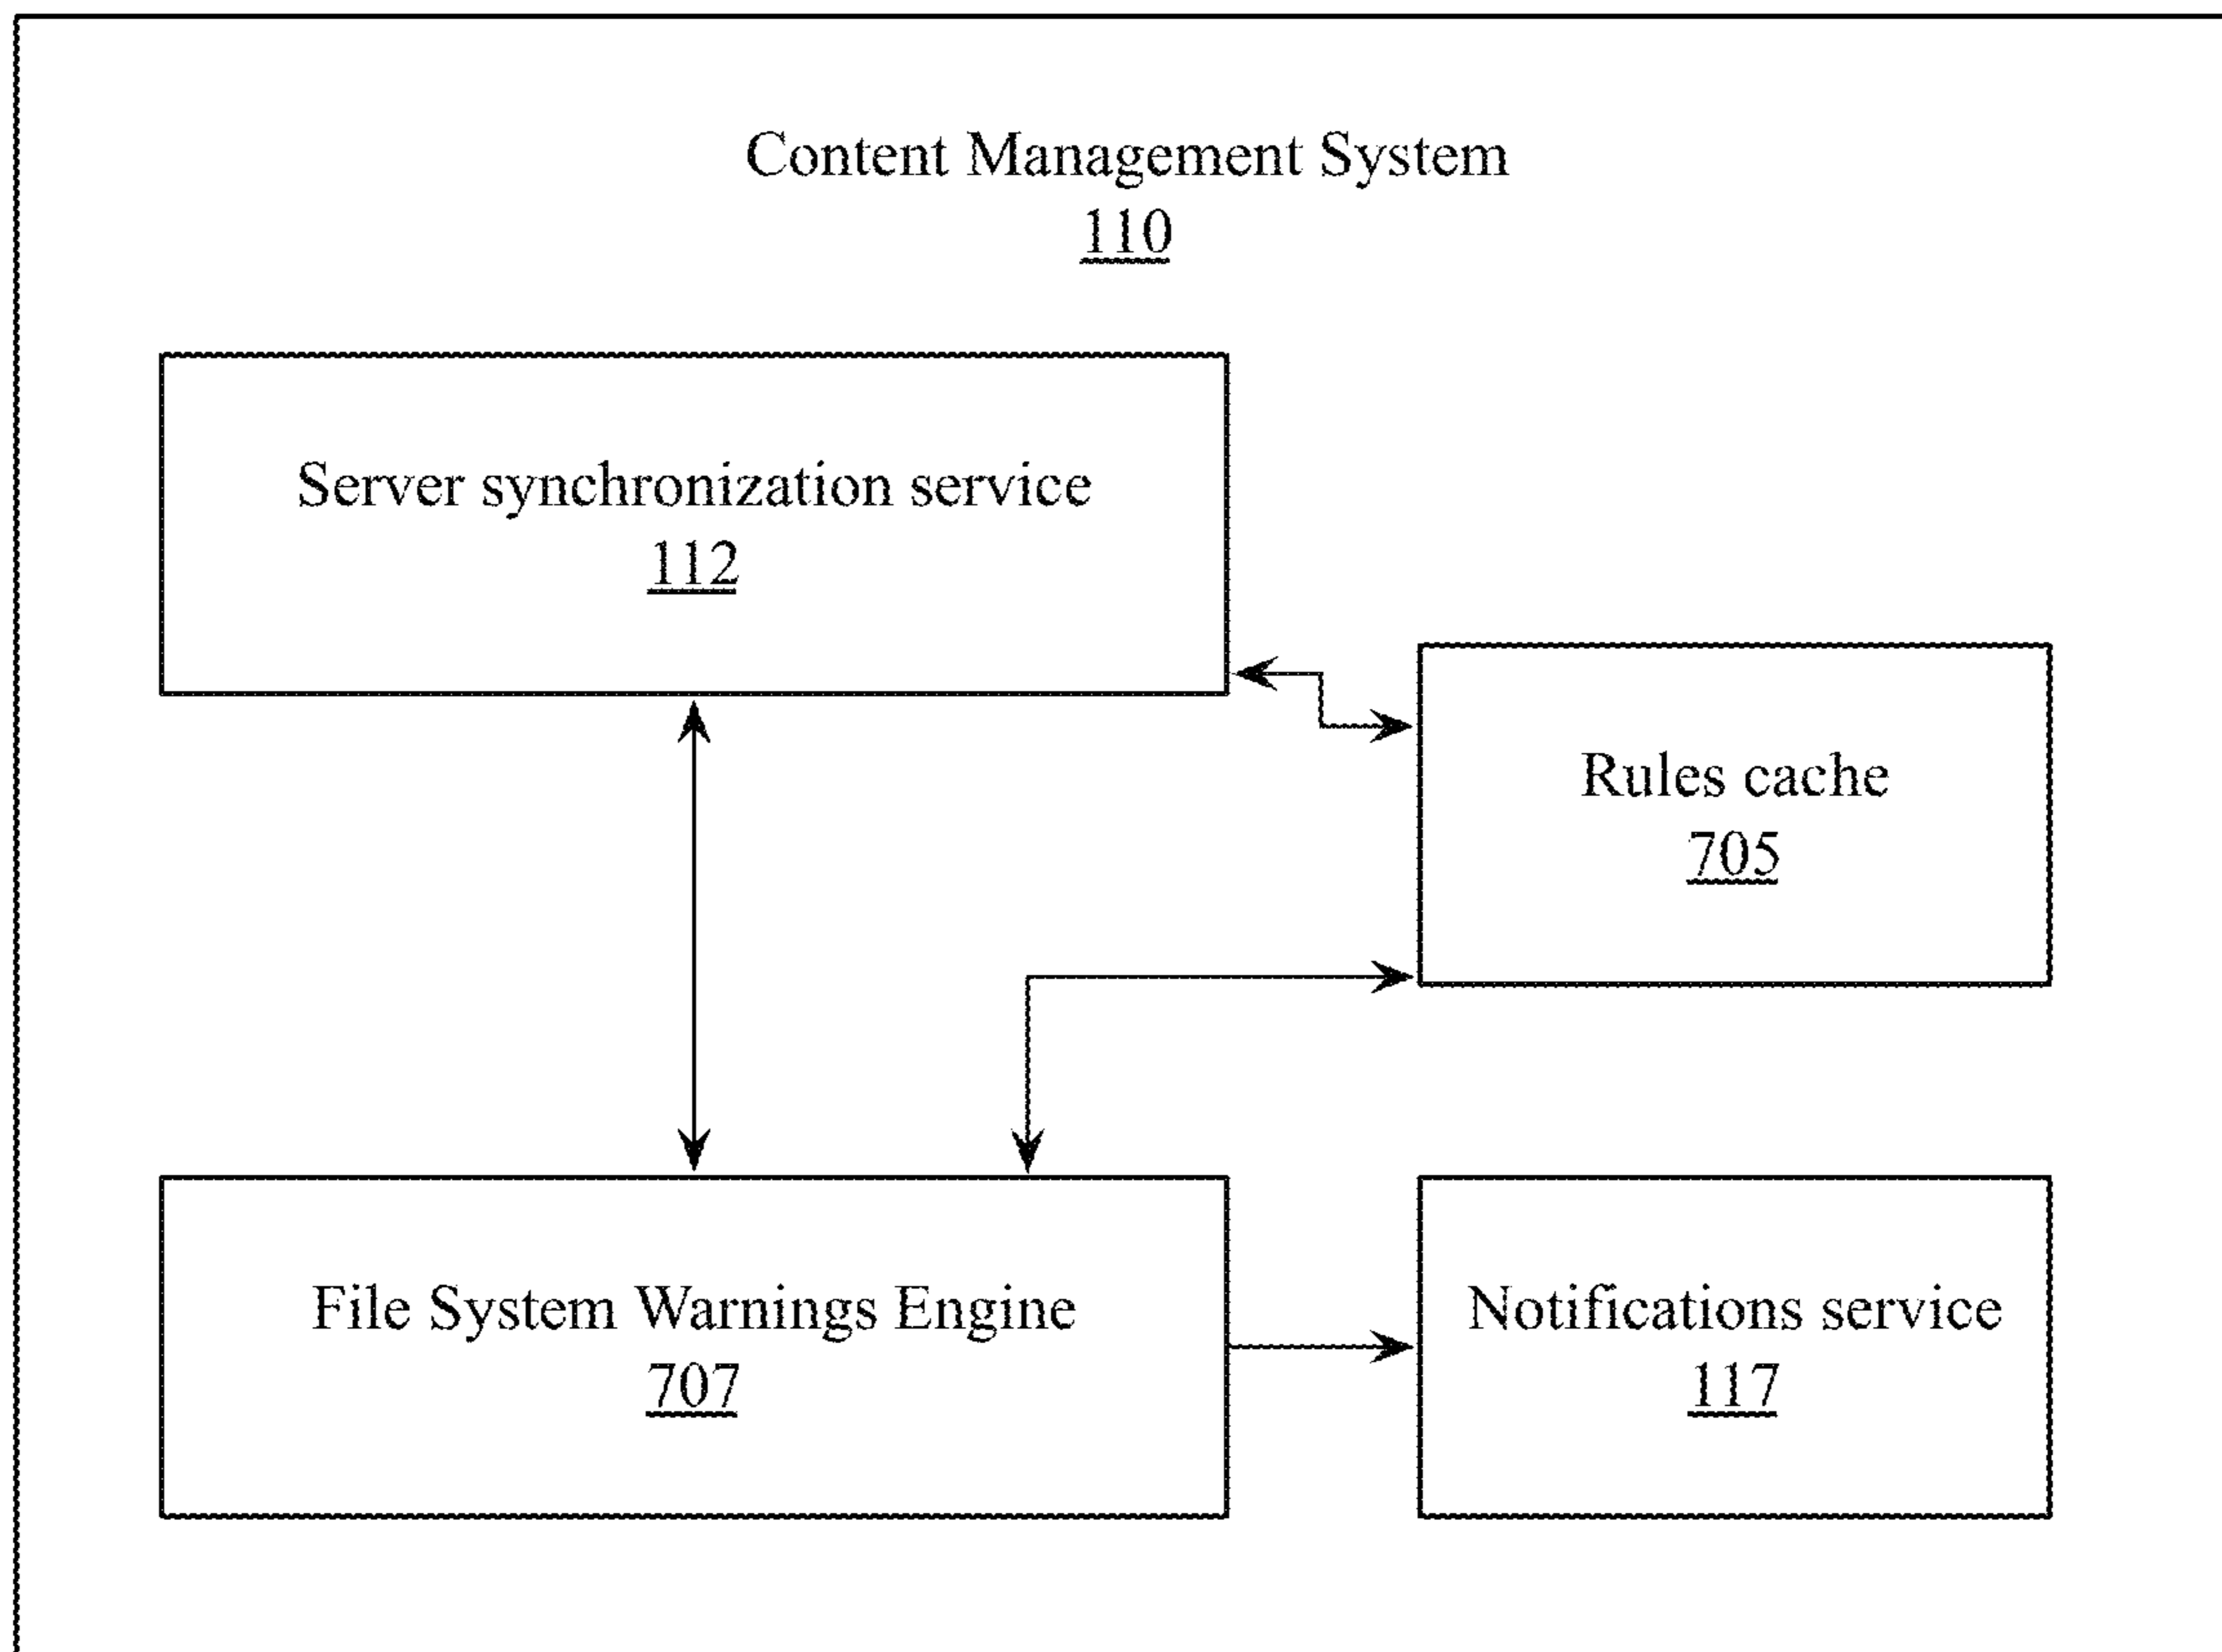 Content Management System
110
Server synchronization service
112
Rules cache
705
File System Warnings Engine
707
Notifications service
117